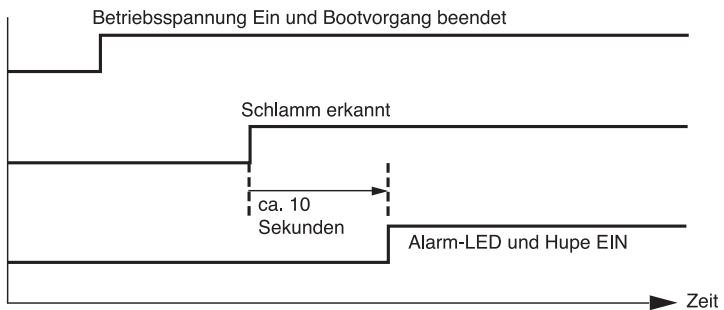 Betriebsspannung Ein und Bootvorgang beendet
Schlamm erkannt
ca. 10
Sekunden
Alarm-LED und Hupe EIN
Zeit